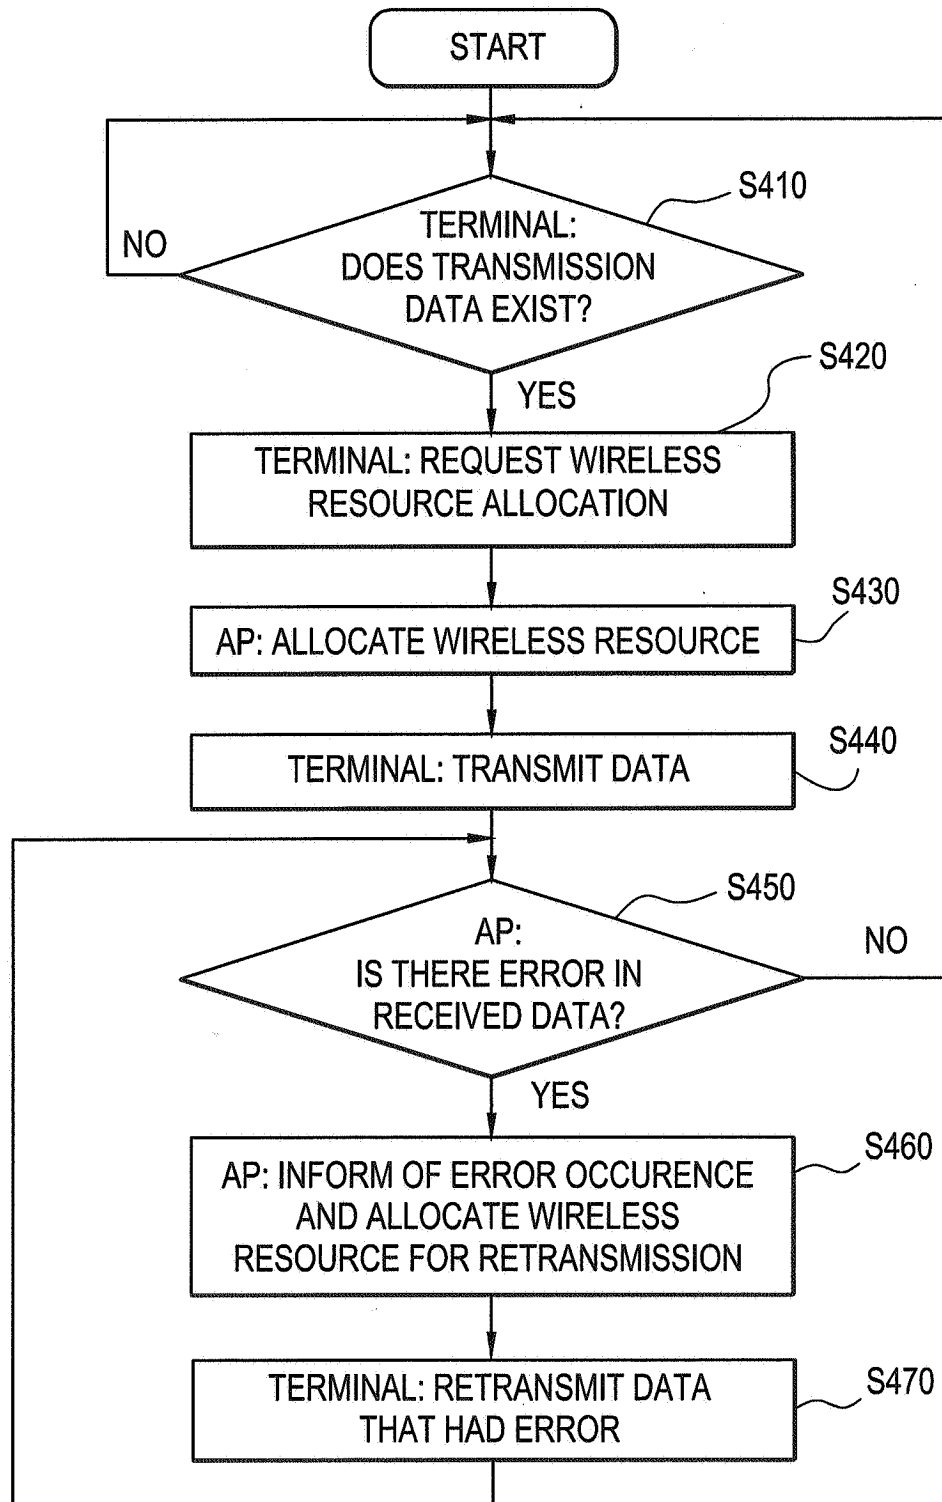 START
S410
TERMINAL:
DOES TRANSMISSION
DATA EXIST?
NO
S420
YES
TERMINAL: REQUEST WIRELESS
RESOURCE ALLOCATION
S430
AP: ALLOCATE WIRELESS RESOURCE
S440
TERMINAL: TRANSMIT DATA
S450
AP:
IS THERE ERROR IN
RECEIVED DATA?
NO
YES
S460
AP: INFORM OF ERROR OCCURENCE
AND ALLOCATE WIRELESS
RESOURCE FOR RETRANSMISSION
S470
TERMINAL: RETRANSMIT DATA
THAT HAD ERROR